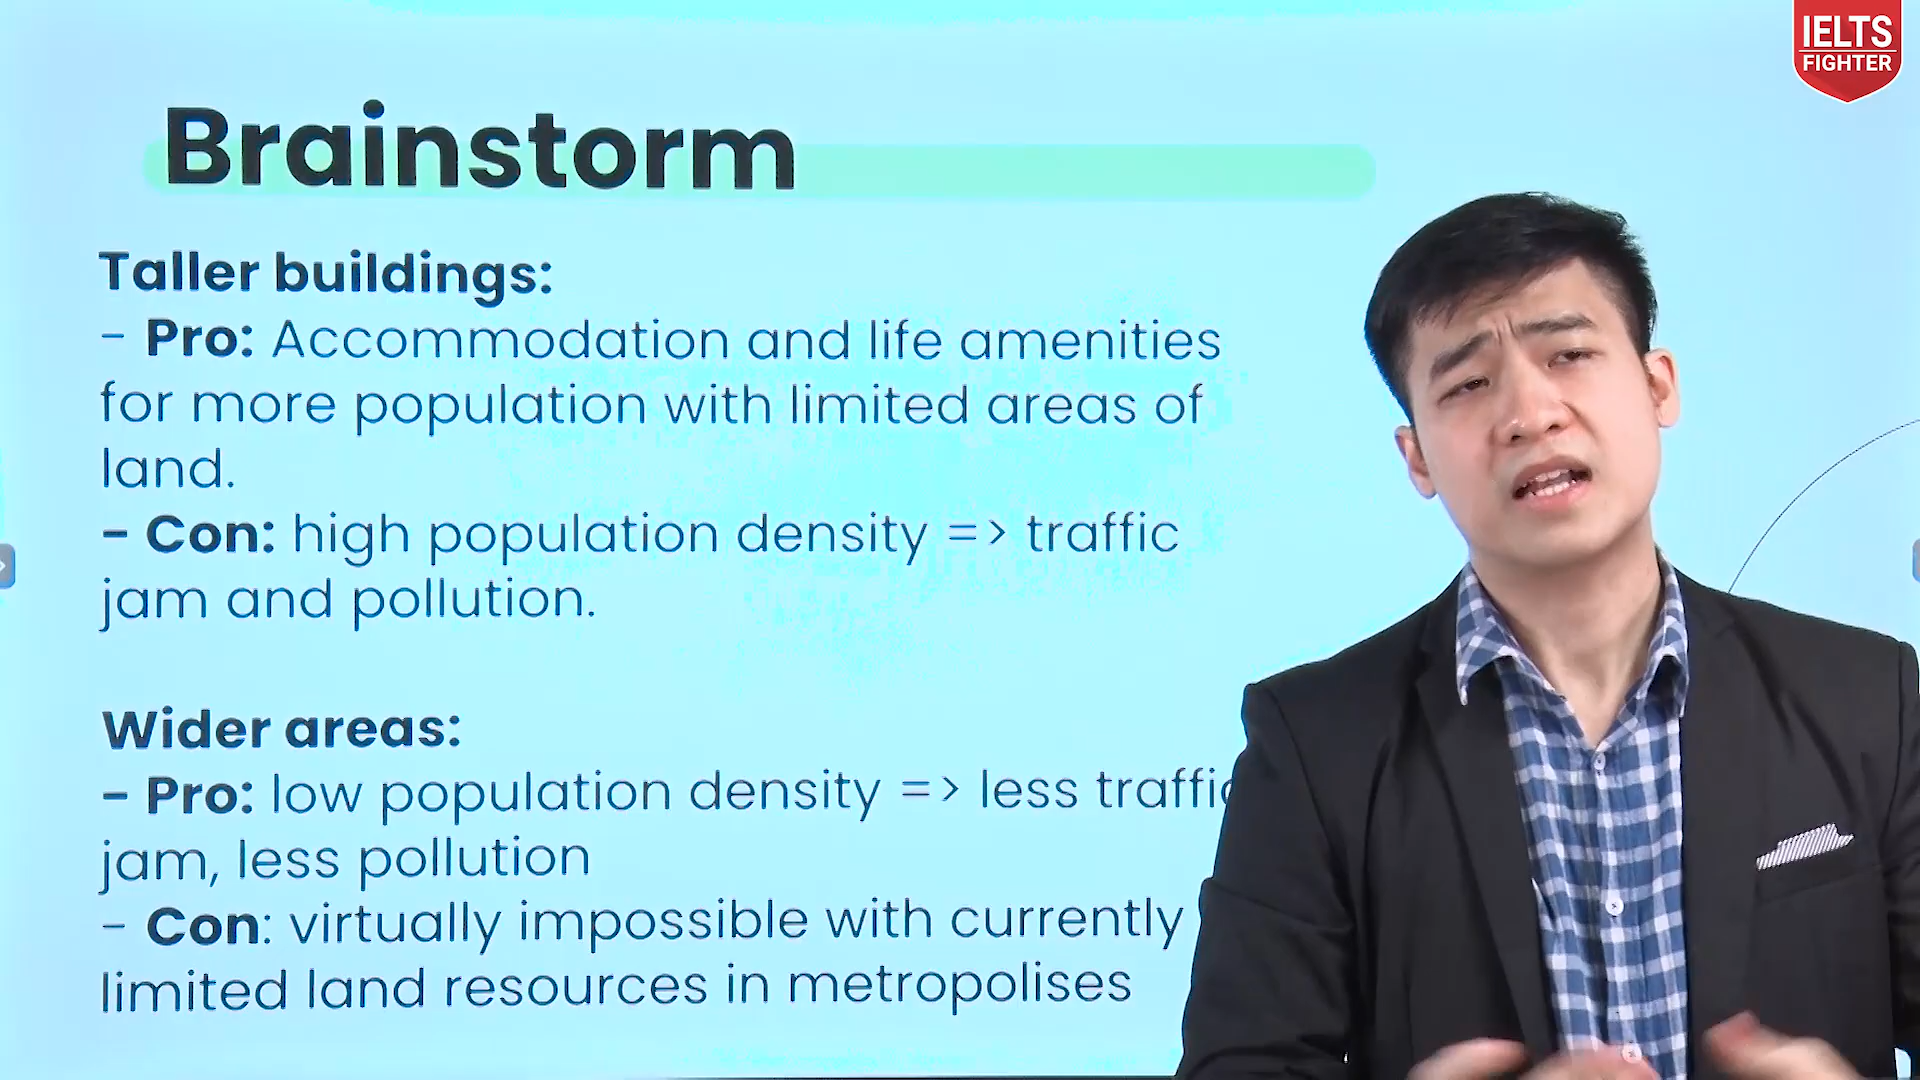 IELTS
FIGHTER
Brainstorm
Taller buildings:
- Pro: Accommodation and life amenities
for more population with limited areas of
land.
- Con: high population density => traffic
jam and pollution.
Wider areas:
- Pro: low population density => less traffic
jam, less pollution
- Con: virtually impossible with currently
limited land resources in metropolises